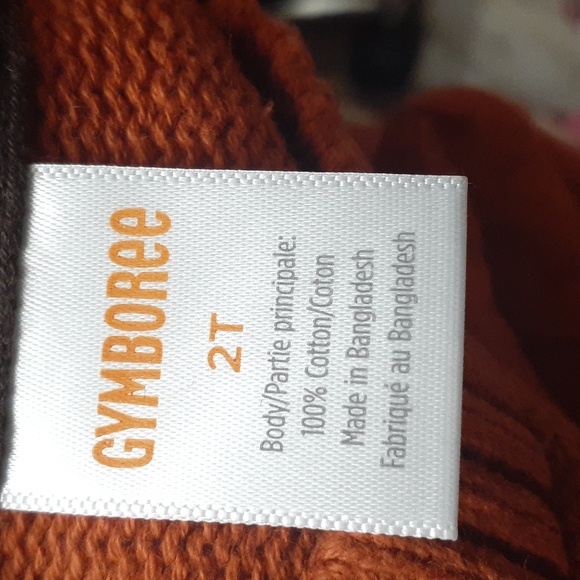 GYMBOREE
2T
Body/Partie principale:
100% Cotton/Coton
Made in Bangladesh
Fabriqué au Bangladesh